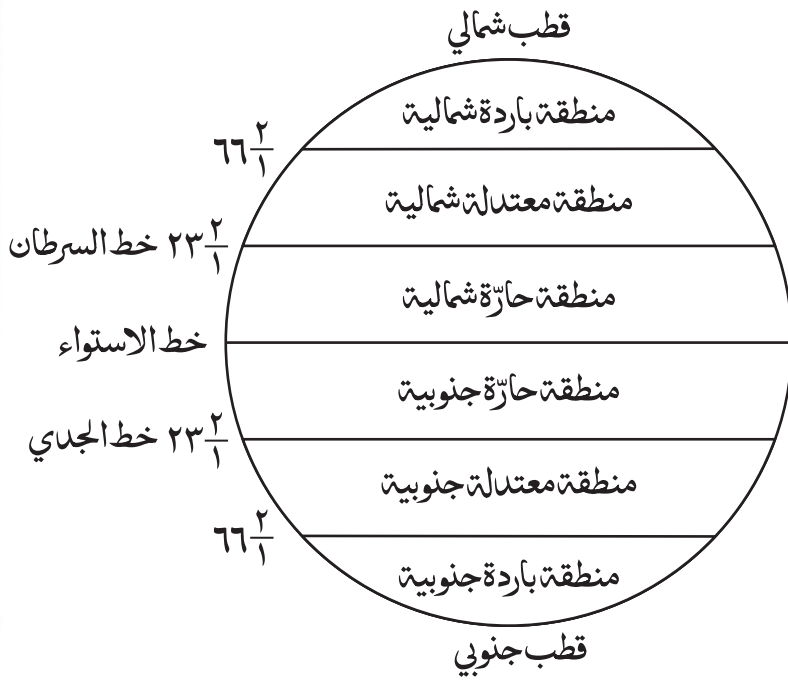 قطب شمالي
منطقة باردة شمالية
٦٦ ٢/١
منطقة معتدلة شمالية
٢٣ ٢/١ خط السرطان
منطقة حارّة شمالية
خط الاستواء
منطقة حارّة جنوبية
٢٣ ٢/١ خط الجدي
منطقة معتدلة جنوبية
٦٦ ٢/١
منطقة باردة جنوبية
قطب جنوبي